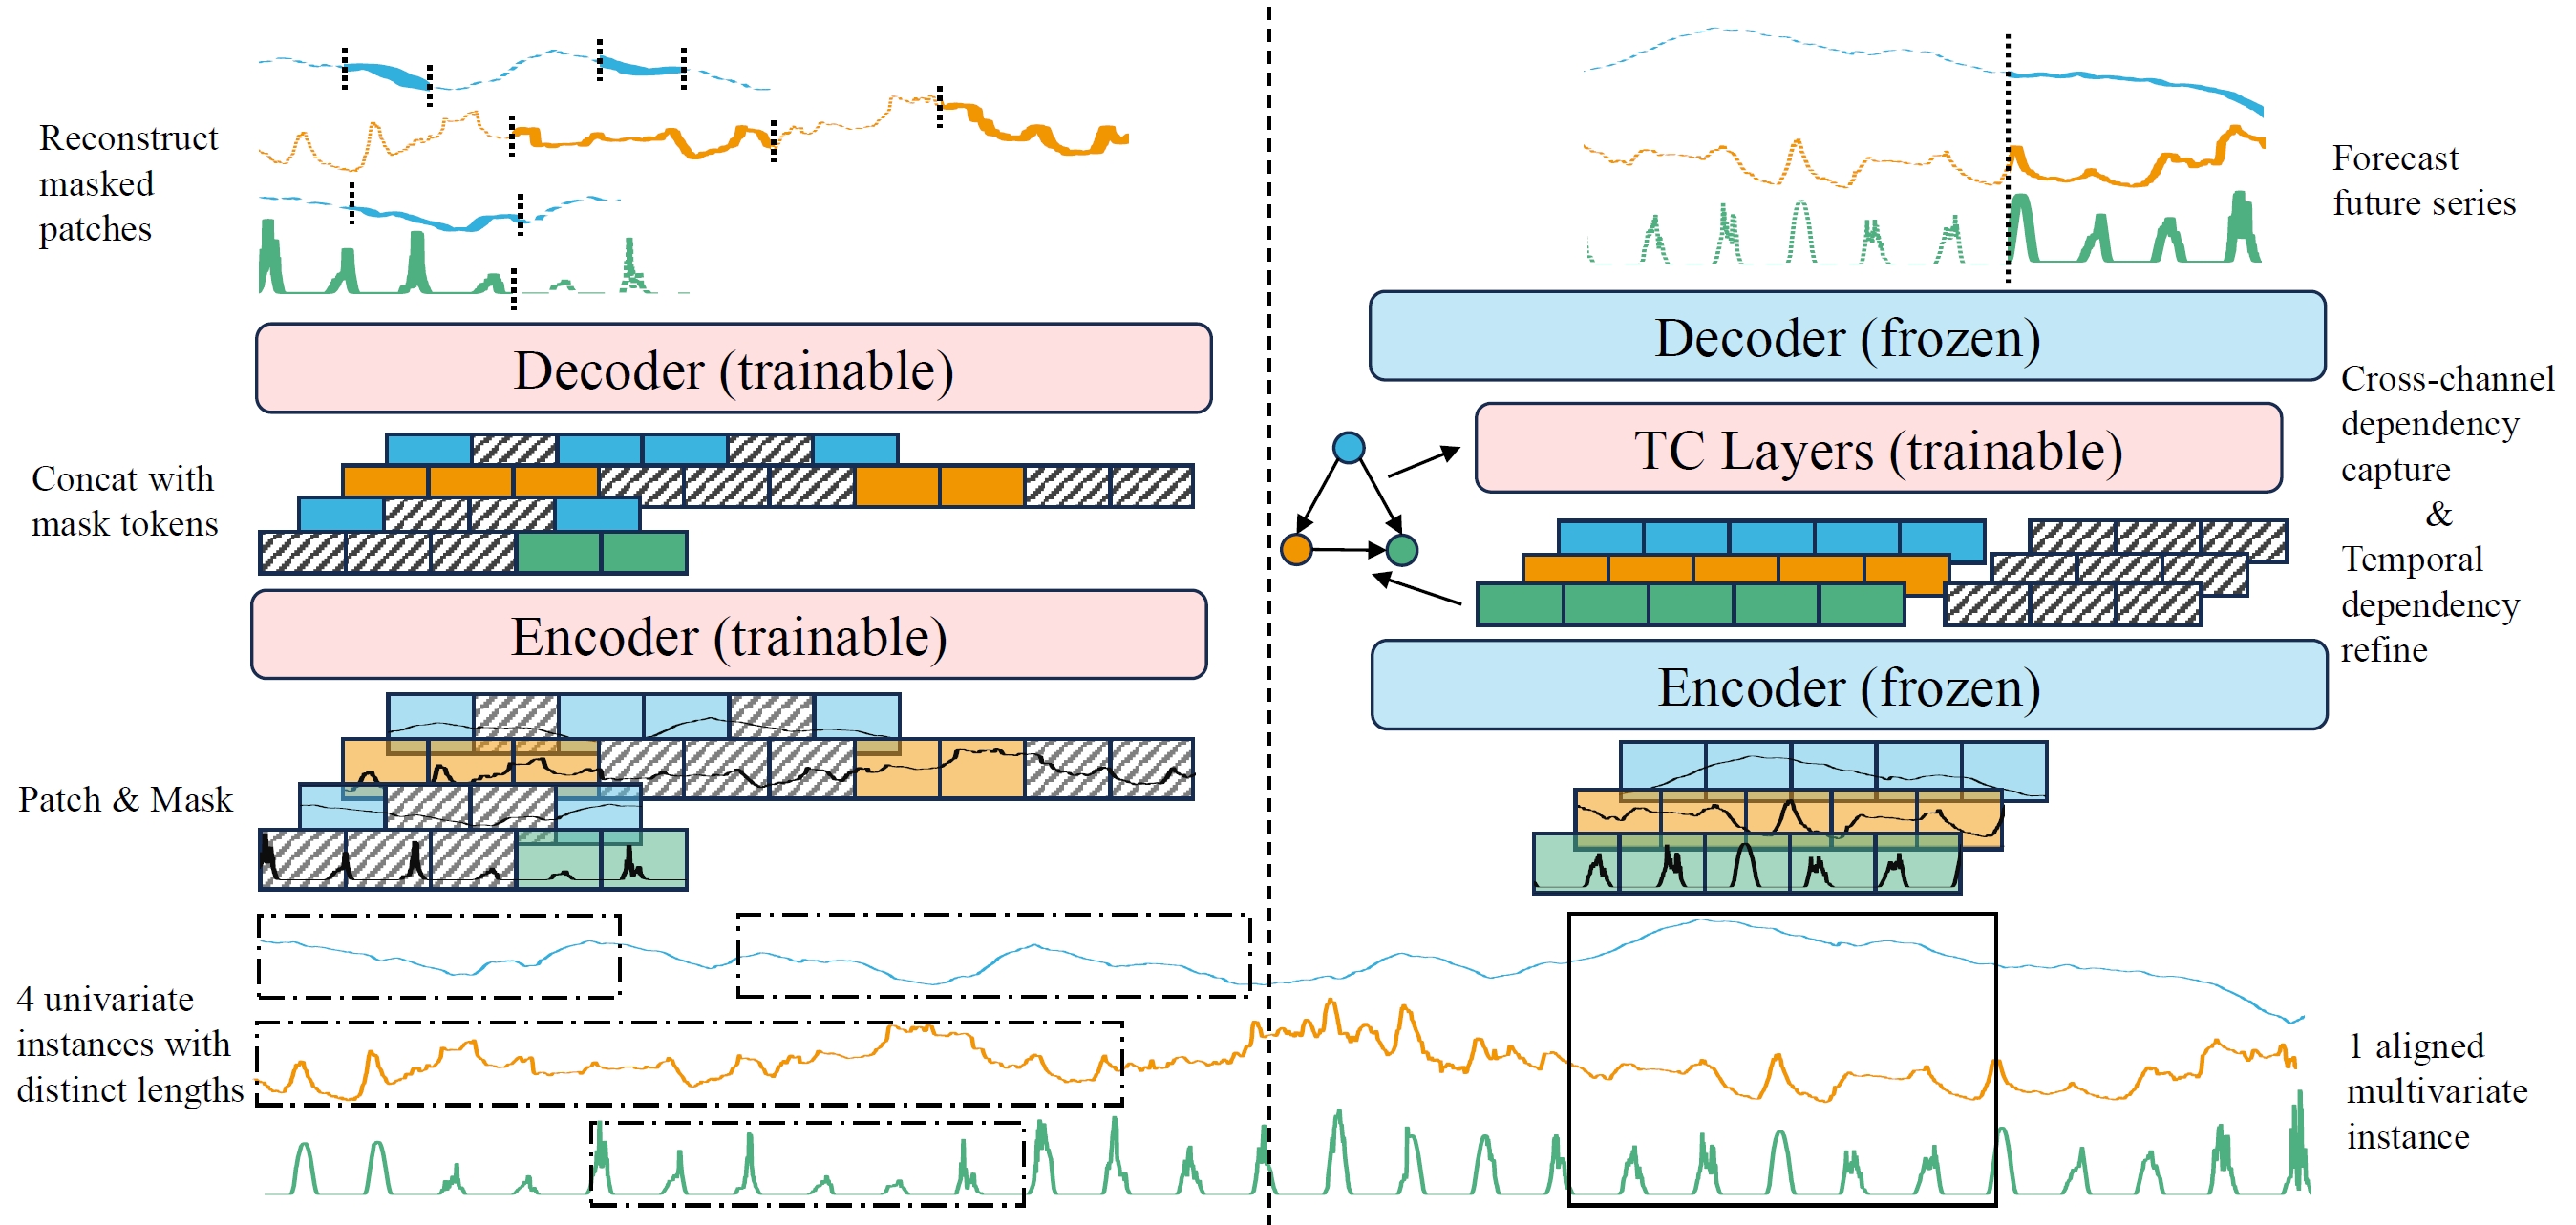 Reconstruct
masked
patches
Decoder (trainable)
Concat with
mask tokens
Encoder (trainable)
Patch & Mask
4 univariate
instances with
distinct lengths
Forecast
future series
Decoder (frozen)
TC Layers (trainable)
Cross-channel
dependency
capture
&
Temporal
dependency
refine
Encoder (frozen)
1 aligned
multivariate
instance